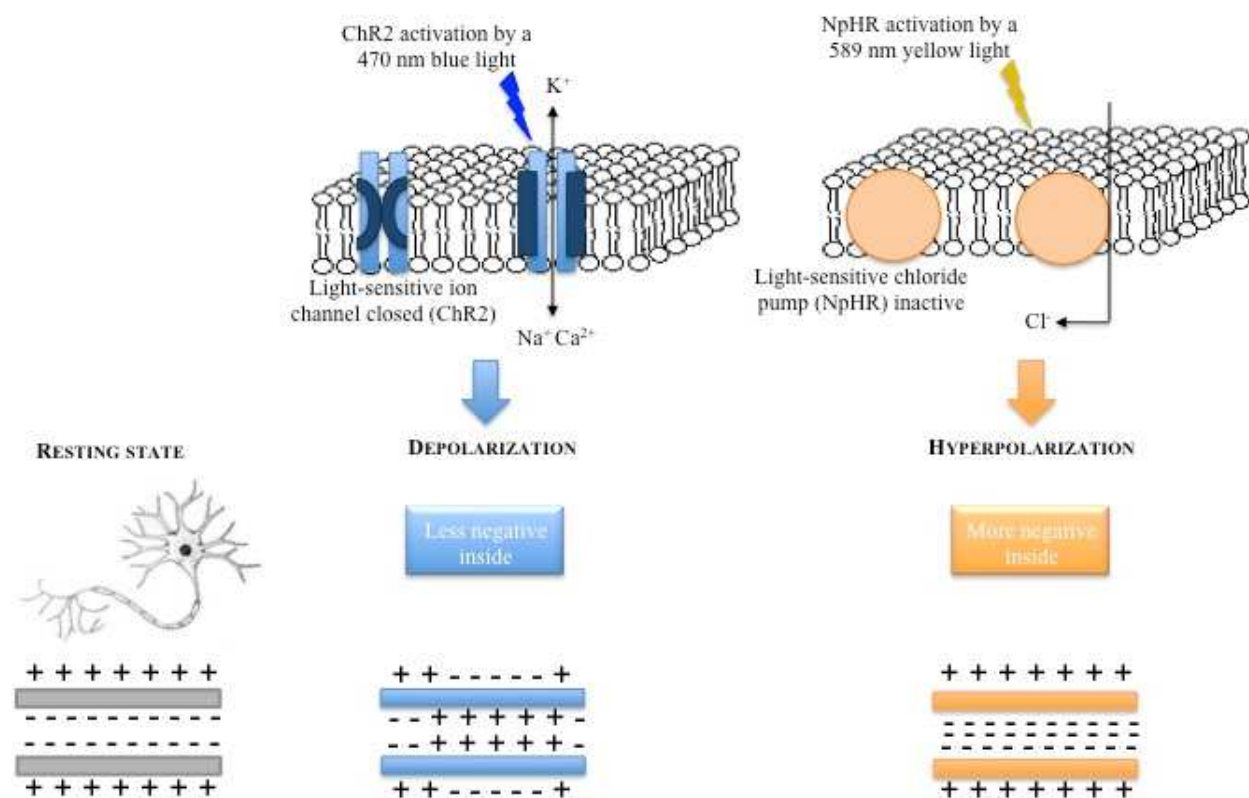 ChR2 activation by a
470 nm blue light
K⁺
Light-sensitive ion
channel closed (ChR2)
Na⁺ Ca²⁺
NpHR activation by a
589 nm yellow light
Light-sensitive chloride
pump (NpHR) inactive
Cl⁻
RESTING STATE
DEPOLARIZATION
HYPERPOLARIZATION
Less negative
inside
More negative
inside
+ + + + + + +
- - - - - - - - -
- - - - - - - - -
+ + + + + + +
+ + - - - - - +
- - + + + + + -
- - + + + + + -
+ + - - - - - +
+ + + + + + +
- - - - - - - - -
- - - - - - - - -
- - - - - - - - -
+ + + + + + +